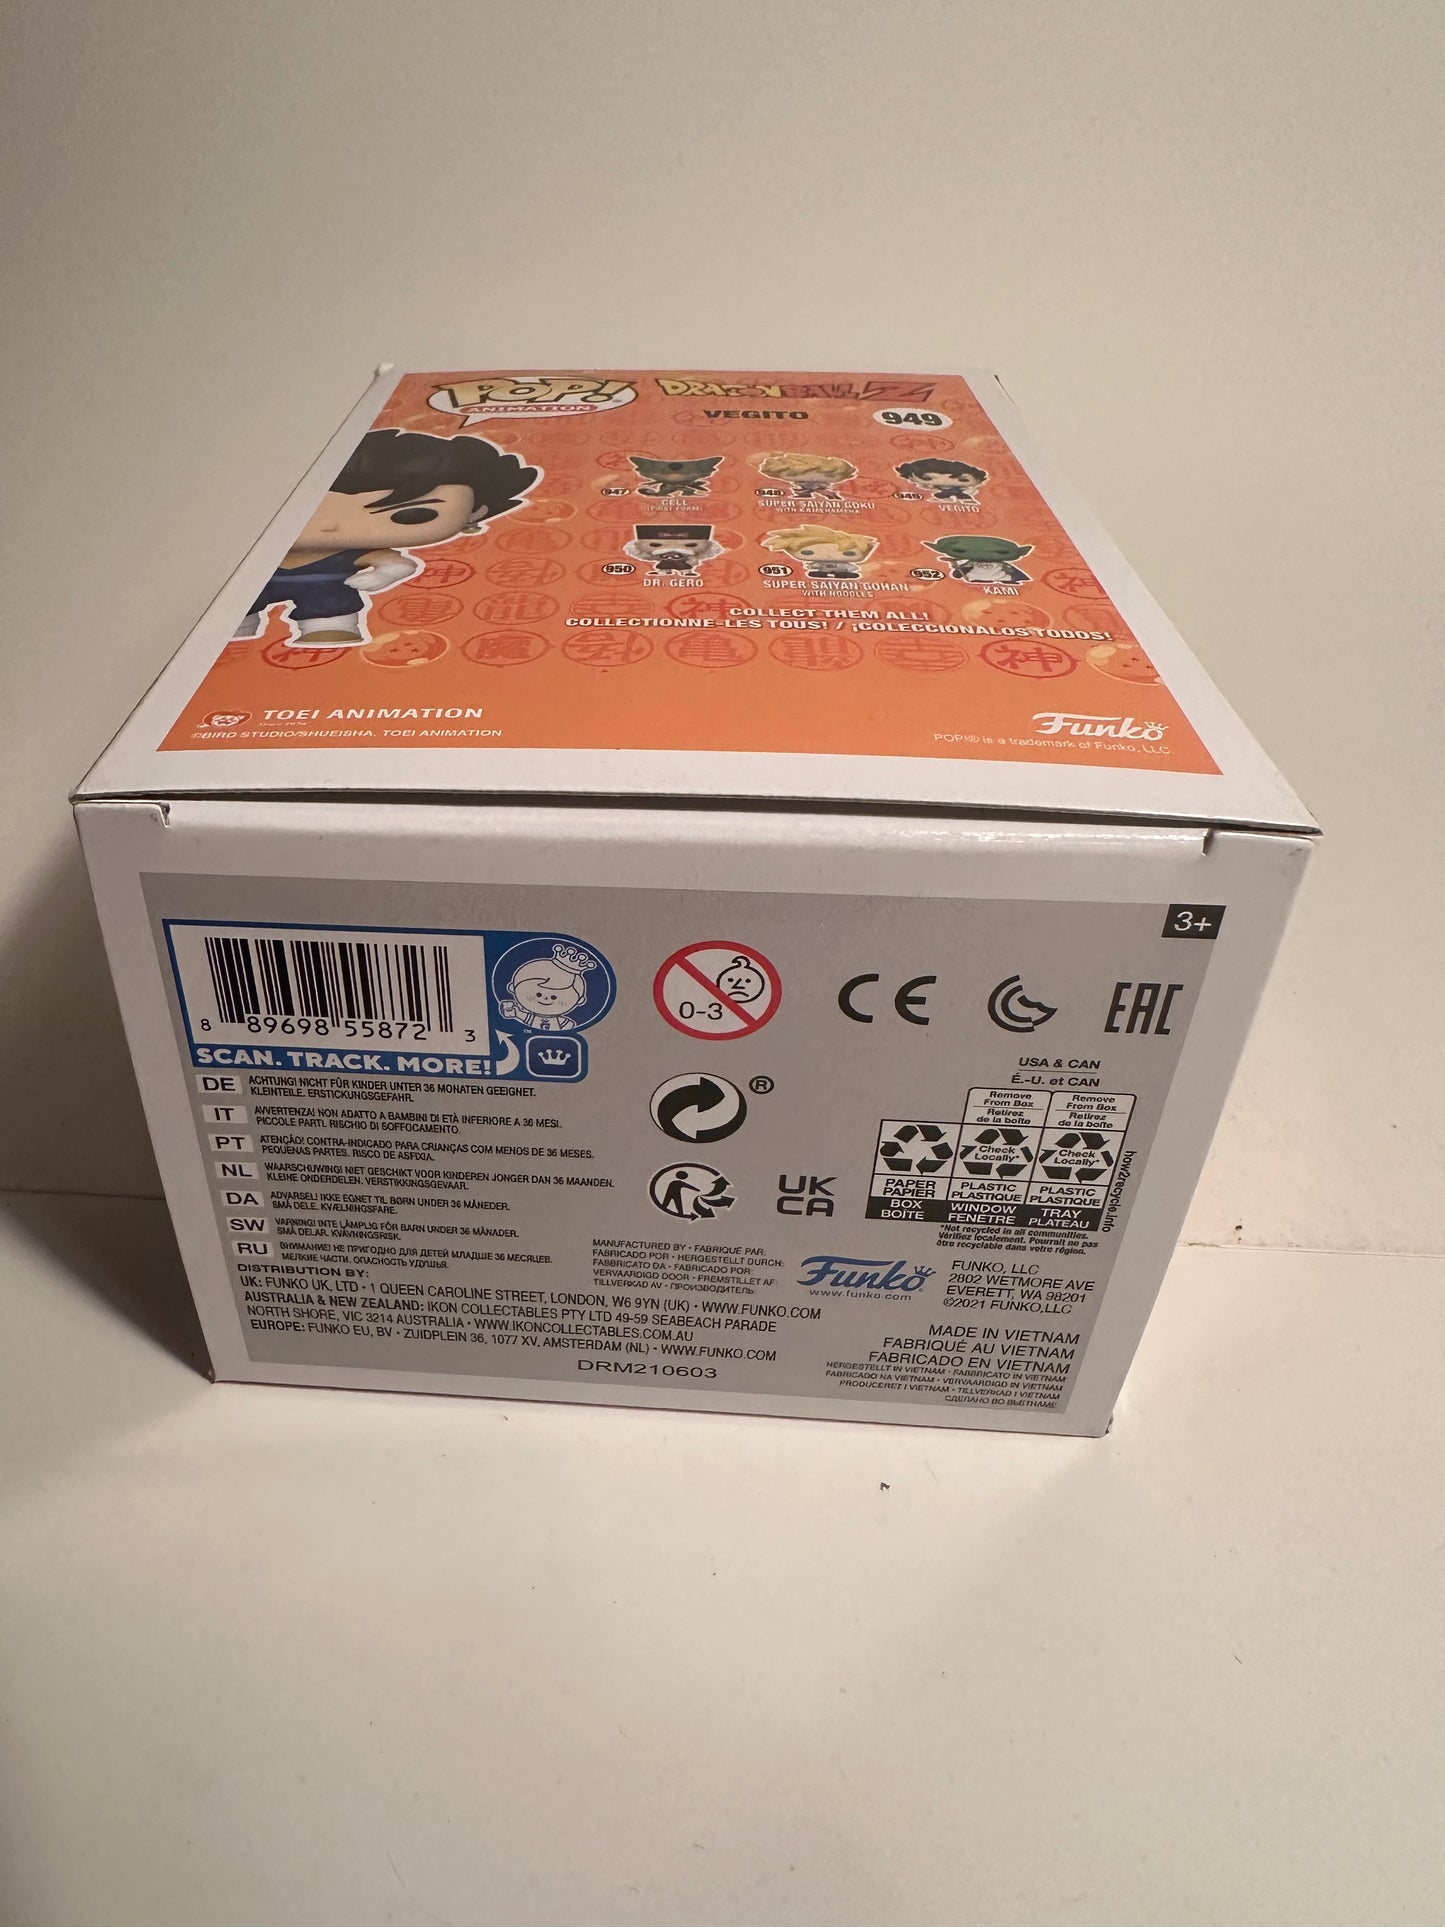 POP!
ANIMATION
DRAGON BALL Z
VEGITO
949
947
CELL
(FIRST FORM)
948
SUPER SAIYAN GOKU
WITH KAMEHAMEHA
949
VEGITO
950
DR. GERO
951
SUPER SAIYAN GOHAN
WITH NOODLES
952
KAMI
COLLECT THEM ALL!
COLLECTIONNE-LES TOUS! / ¡COLECCIÓNALOS TODOS!
TOEI ANIMATION
©BIRD STUDIO/SHUEISHA, TOEI ANIMATION
Funko
POP!® is a trademark of Funko, LLC
3+
8 89698 55872 3
SCAN. TRACK. MORE!
™
0-3
CE
EAC
DE ACHTUNG! NICHT FÜR KINDER UNTER 36 MONATEN GEEIGNET.
KLEINTEILE. ERSTICKUNGSGEFAHR.
IT AVVERTENZA! NON ADATTO A BAMBINI DI ETÀ INFERIORE A 36 MESI.
PICCOLE PARTI. RISCHIO DI SOFFOCAMENTO.
PT ATENÇÃO! CONTRA-INDICADO PARA CRIANÇAS COM MENOS DE 36 MESES.
PEQUENAS PARTES. RISCO DE ASFIXIA.
NL WAARSCHUWING! NIET GESCHIKT VOOR KINDEREN JONGER DAN 36 MAANDEN.
KLEINE ONDERDELEN. VERSTIKKINGSGEVAAR.
DA ADVARSEL! IKKE EGNET TIL BØRN UNDER 36 MÅNEDER.
SMÅ DELE. KVÆLNINGSFARE.
SW VARNING! INTE LÄMPLIG FÖR BARN UNDER 36 MÅNADER.
SMÅ DELAR. KVÄVNINGSRISK.
RU ВНИМАНИЕ! НЕ ПРИГОДНО ДЛЯ ДЕТЕЙ МЛАДШЕ 36 МЕСЯЦЕВ.
МЕЛКИЕ ЧАСТИ. ОПАСНОСТЬ УДУШЬЯ.
®
UK
CA
USA & CAN
É.-U. et CAN
Remove
From Box
Retirez
de la boîte
Remove
From Box
Retirez
de la boîte
Check
Locally*
Check
Locally*
PAPER
PAPIER
BOX
BOÎTE
PLASTIC
PLASTIQUE
WINDOW
FENÊTRE
PLASTIC
PLASTIQUE
TRAY
PLATEAU
how2recycle.info
*Not recycled in all communities.
Vérifiez localement. Pourrait ne pas
être recyclable dans votre région.
MANUFACTURED BY • FABRIQUÉ PAR:
FABRICADO POR • HERGESTELLT DURCH:
FABBRICATO DA • FABRICADO POR:
VERVAARDIGD DOOR • FREMSTILLET AF:
TILLVERKAD AV • ПРОИЗВОДИТЕЛЬ:
Funko
www.funko.com
FUNKO, LLC
2802 WETMORE AVE
EVERETT, WA 98201
©2021 FUNKO,LLC
DISTRIBUTION BY:
UK: FUNKO UK, LTD • 1 QUEEN CAROLINE STREET, LONDON, W6 9YN (UK) • WWW.FUNKO.COM
AUSTRALIA & NEW ZEALAND: IKON COLLECTABLES PTY LTD 49-59 SEABEACH PARADE
NORTH SHORE, VIC 3214 AUSTRALIA • WWW.IKONCOLLECTABLES.COM.AU
EUROPE: FUNKO EU, BV • ZUIDPLEIN 36, 1077 XV, AMSTERDAM (NL) • WWW.FUNKO.COM
DRM210603
MADE IN VIETNAM
FABRIQUÉ AU VIETNAM
FABRICADO EN VIETNAM
HERGESTELLT IN VIETNAM • FABBRICATO IN VIETNAM
FABRICADO NA VIETNAM • VERVAARDIGD IN VIETNAM
PRODUCERET I VIETNAM • TILLVERKAD I VIETNAM
СДЕЛАНО ВО ВЬЕТНАМЕ